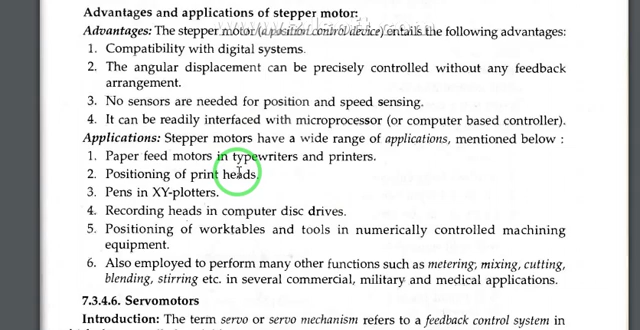 Advantages and applications of stepper motor:
Advantages: The stepper motor (a position control device) entails the following advantages:
1. Compatibility with digital systems.
2. The angular displacement can be precisely controlled without any feedback
arrangement.
3. No sensors are needed for position and speed sensing.
4. It can be readily interfaced with microprocessor (or computer based controller).
Applications: Stepper motors have a wide range of applications, mentioned below :
1. Paper feed motors in typewriters and printers.
2. Positioning of print heads.
3. Pens in XY-plotters.
4. Recording heads in computer disc drives.
5. Positioning of worktables and tools in numerically controlled machining
equipment.
6. Also employed to perform many other functions such as metering, mixing, cutting,
blending, stirring etc. in several commercial, military and medical applications.
7.3.4.6. Servomotors
Introduction: The term servo or servo mechanism refers to a feedback control system in